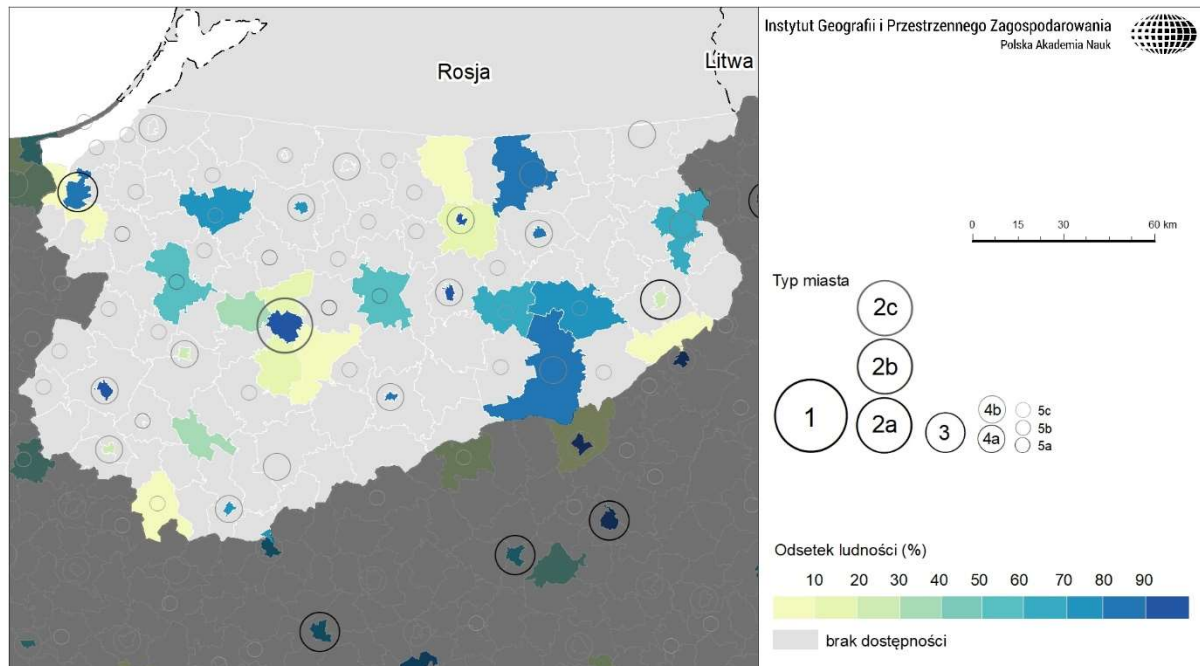 Rosja
Litwa
Instytut Geografii i Przestrzennego Zagospodarowania
Polska Akademia Nauk
0 15 30 60 km
Typ miasta
2c
2b
1
2a
3
4b
4a
5c
5b
5a
Odsetek ludności (%)
10 20 30 40 50 60 70 80 90
brak dostępności